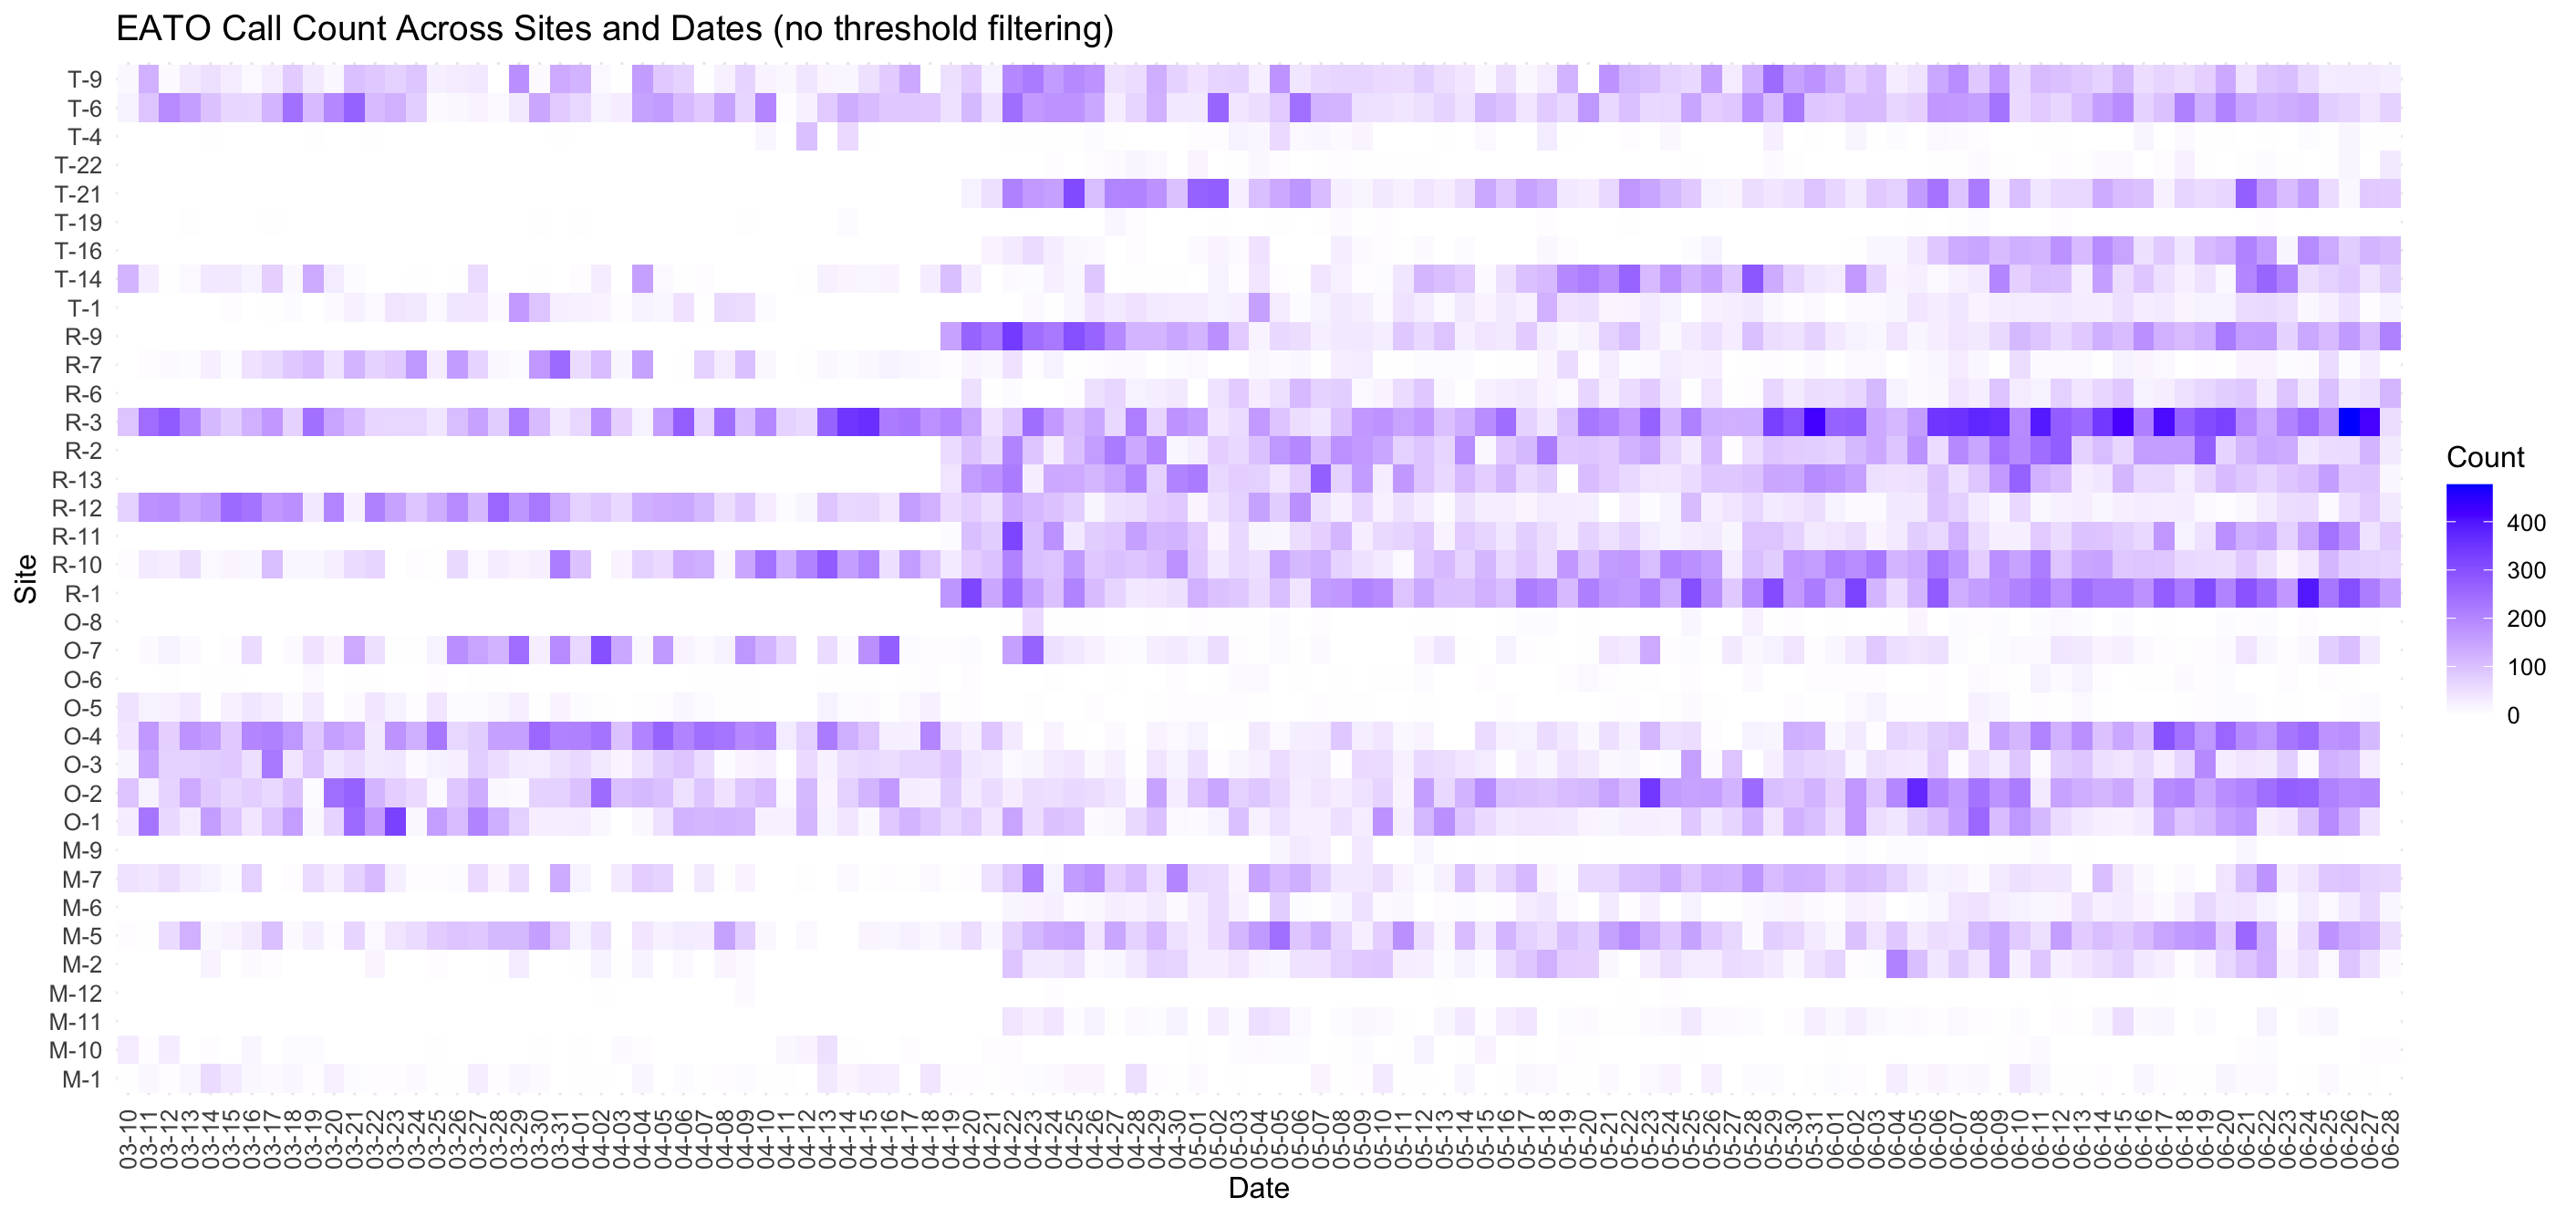 EATO Call Count Across Sites and Dates (no threshold filtering)
Site
T-9
T-6
T-4
T-22
T-21
T-19
T-16
T-14
T-1
R-9
R-7
R-6
R-3
R-2
R-13
R-12
R-11
R-10
R-1
O-8
O-7
O-6
O-5
O-4
O-3
O-2
O-1
M-9
M-7
M-6
M-5
M-2
M-12
M-11
M-10
M-1
03-10
03-11
03-12
03-13
03-14
03-15
03-16
03-17
03-18
03-19
03-20
03-21
03-22
03-23
03-24
03-25
03-26
03-27
03-28
03-29
03-30
03-31
04-01
04-02
04-03
04-04
04-05
04-06
04-07
04-08
04-09
04-10
04-11
04-12
04-13
04-14
04-15
04-16
04-17
04-18
04-19
04-20
04-21
04-22
04-23
04-24
04-25
04-26
04-27
04-28
04-29
04-30
05-01
05-02
05-03
05-04
05-05
05-06
05-07
05-08
05-09
05-10
05-11
05-12
05-13
05-14
05-15
05-16
05-17
05-18
05-19
05-20
05-21
05-22
05-23
05-24
05-25
05-26
05-27
05-28
05-29
05-30
05-31
06-01
06-02
06-03
06-04
06-05
06-06
06-07
06-08
06-09
06-10
06-11
06-12
06-13
06-14
06-15
06-16
06-17
06-18
06-19
06-20
06-21
06-22
06-23
06-24
06-25
06-26
06-27
06-28
Date
Count
400
300
200
100
0